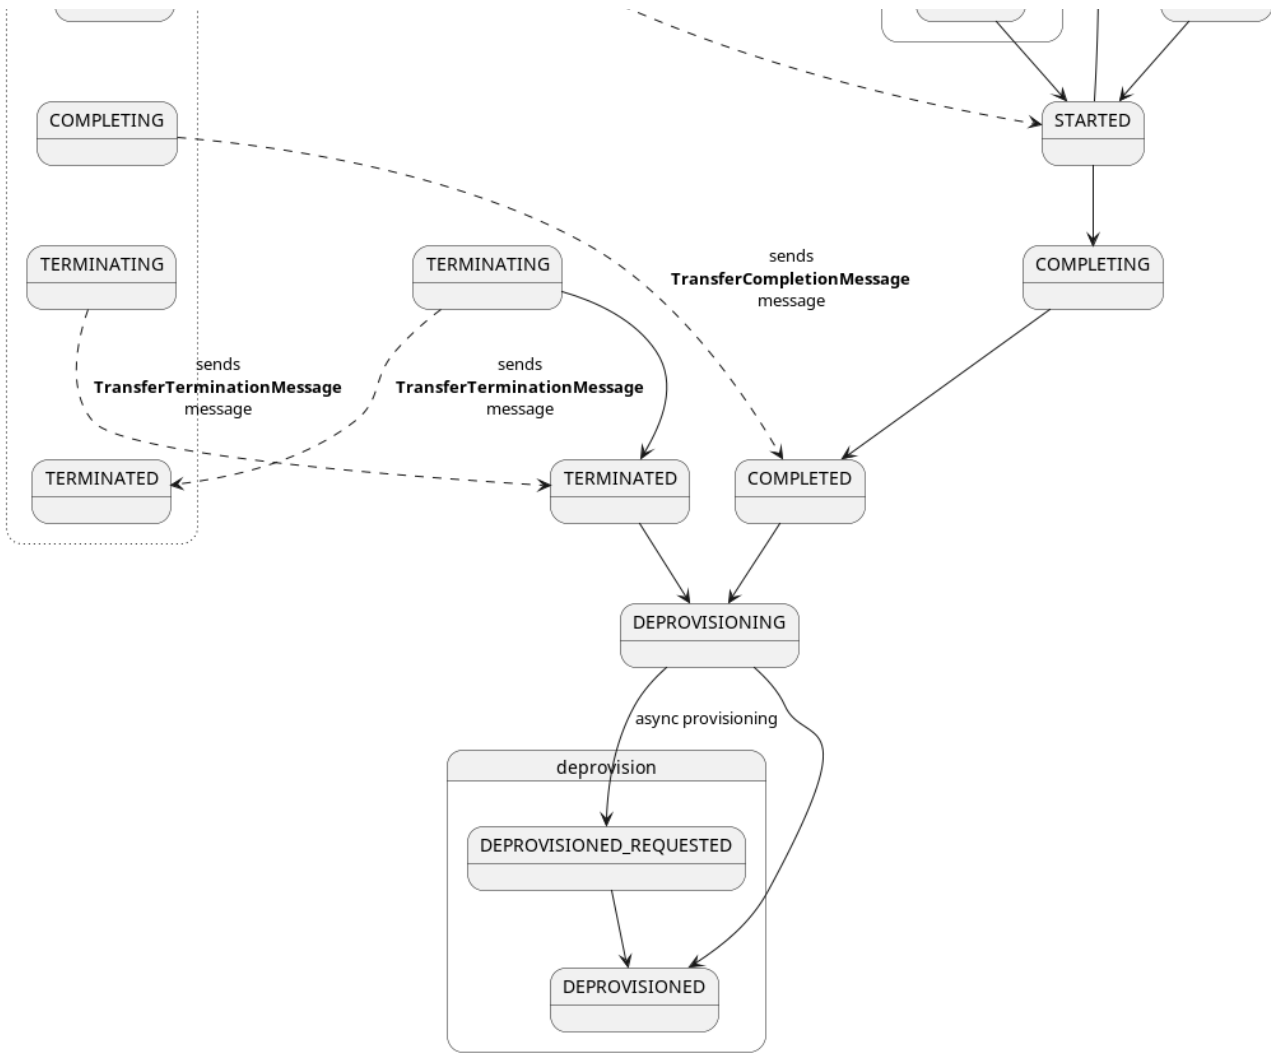 COMPLETING
STARTED
TERMINATING
TERMINATING
sends
TransferCompletionMessage
message
COMPLETING
sends
TransferTerminationMessage
message
sends
TransferTerminationMessage
message
TERMINATED
TERMINATED
COMPLETED
DEPROVISIONING
async provisioning
deprovision
DEPROVISIONED_REQUESTED
DEPROVISIONED